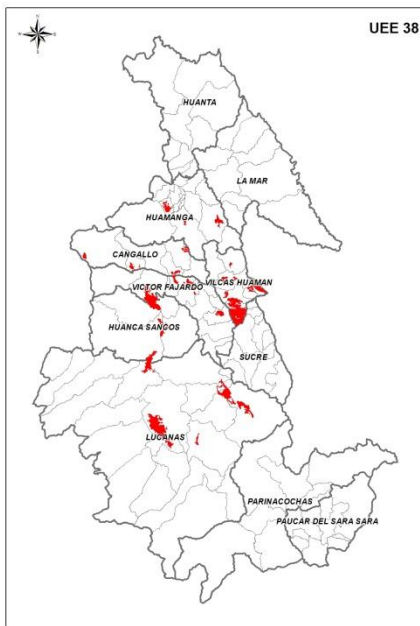 UEE 38
HUANTA
LA MAR
HUAMANGA
CANGALLO
VILCAS HUAMAN
VICTOR FAJARDO
HUANCA SANCOS
SUCRE
LUCANAS
PARINACOCHAS
PAUCAR DEL SARA SARA